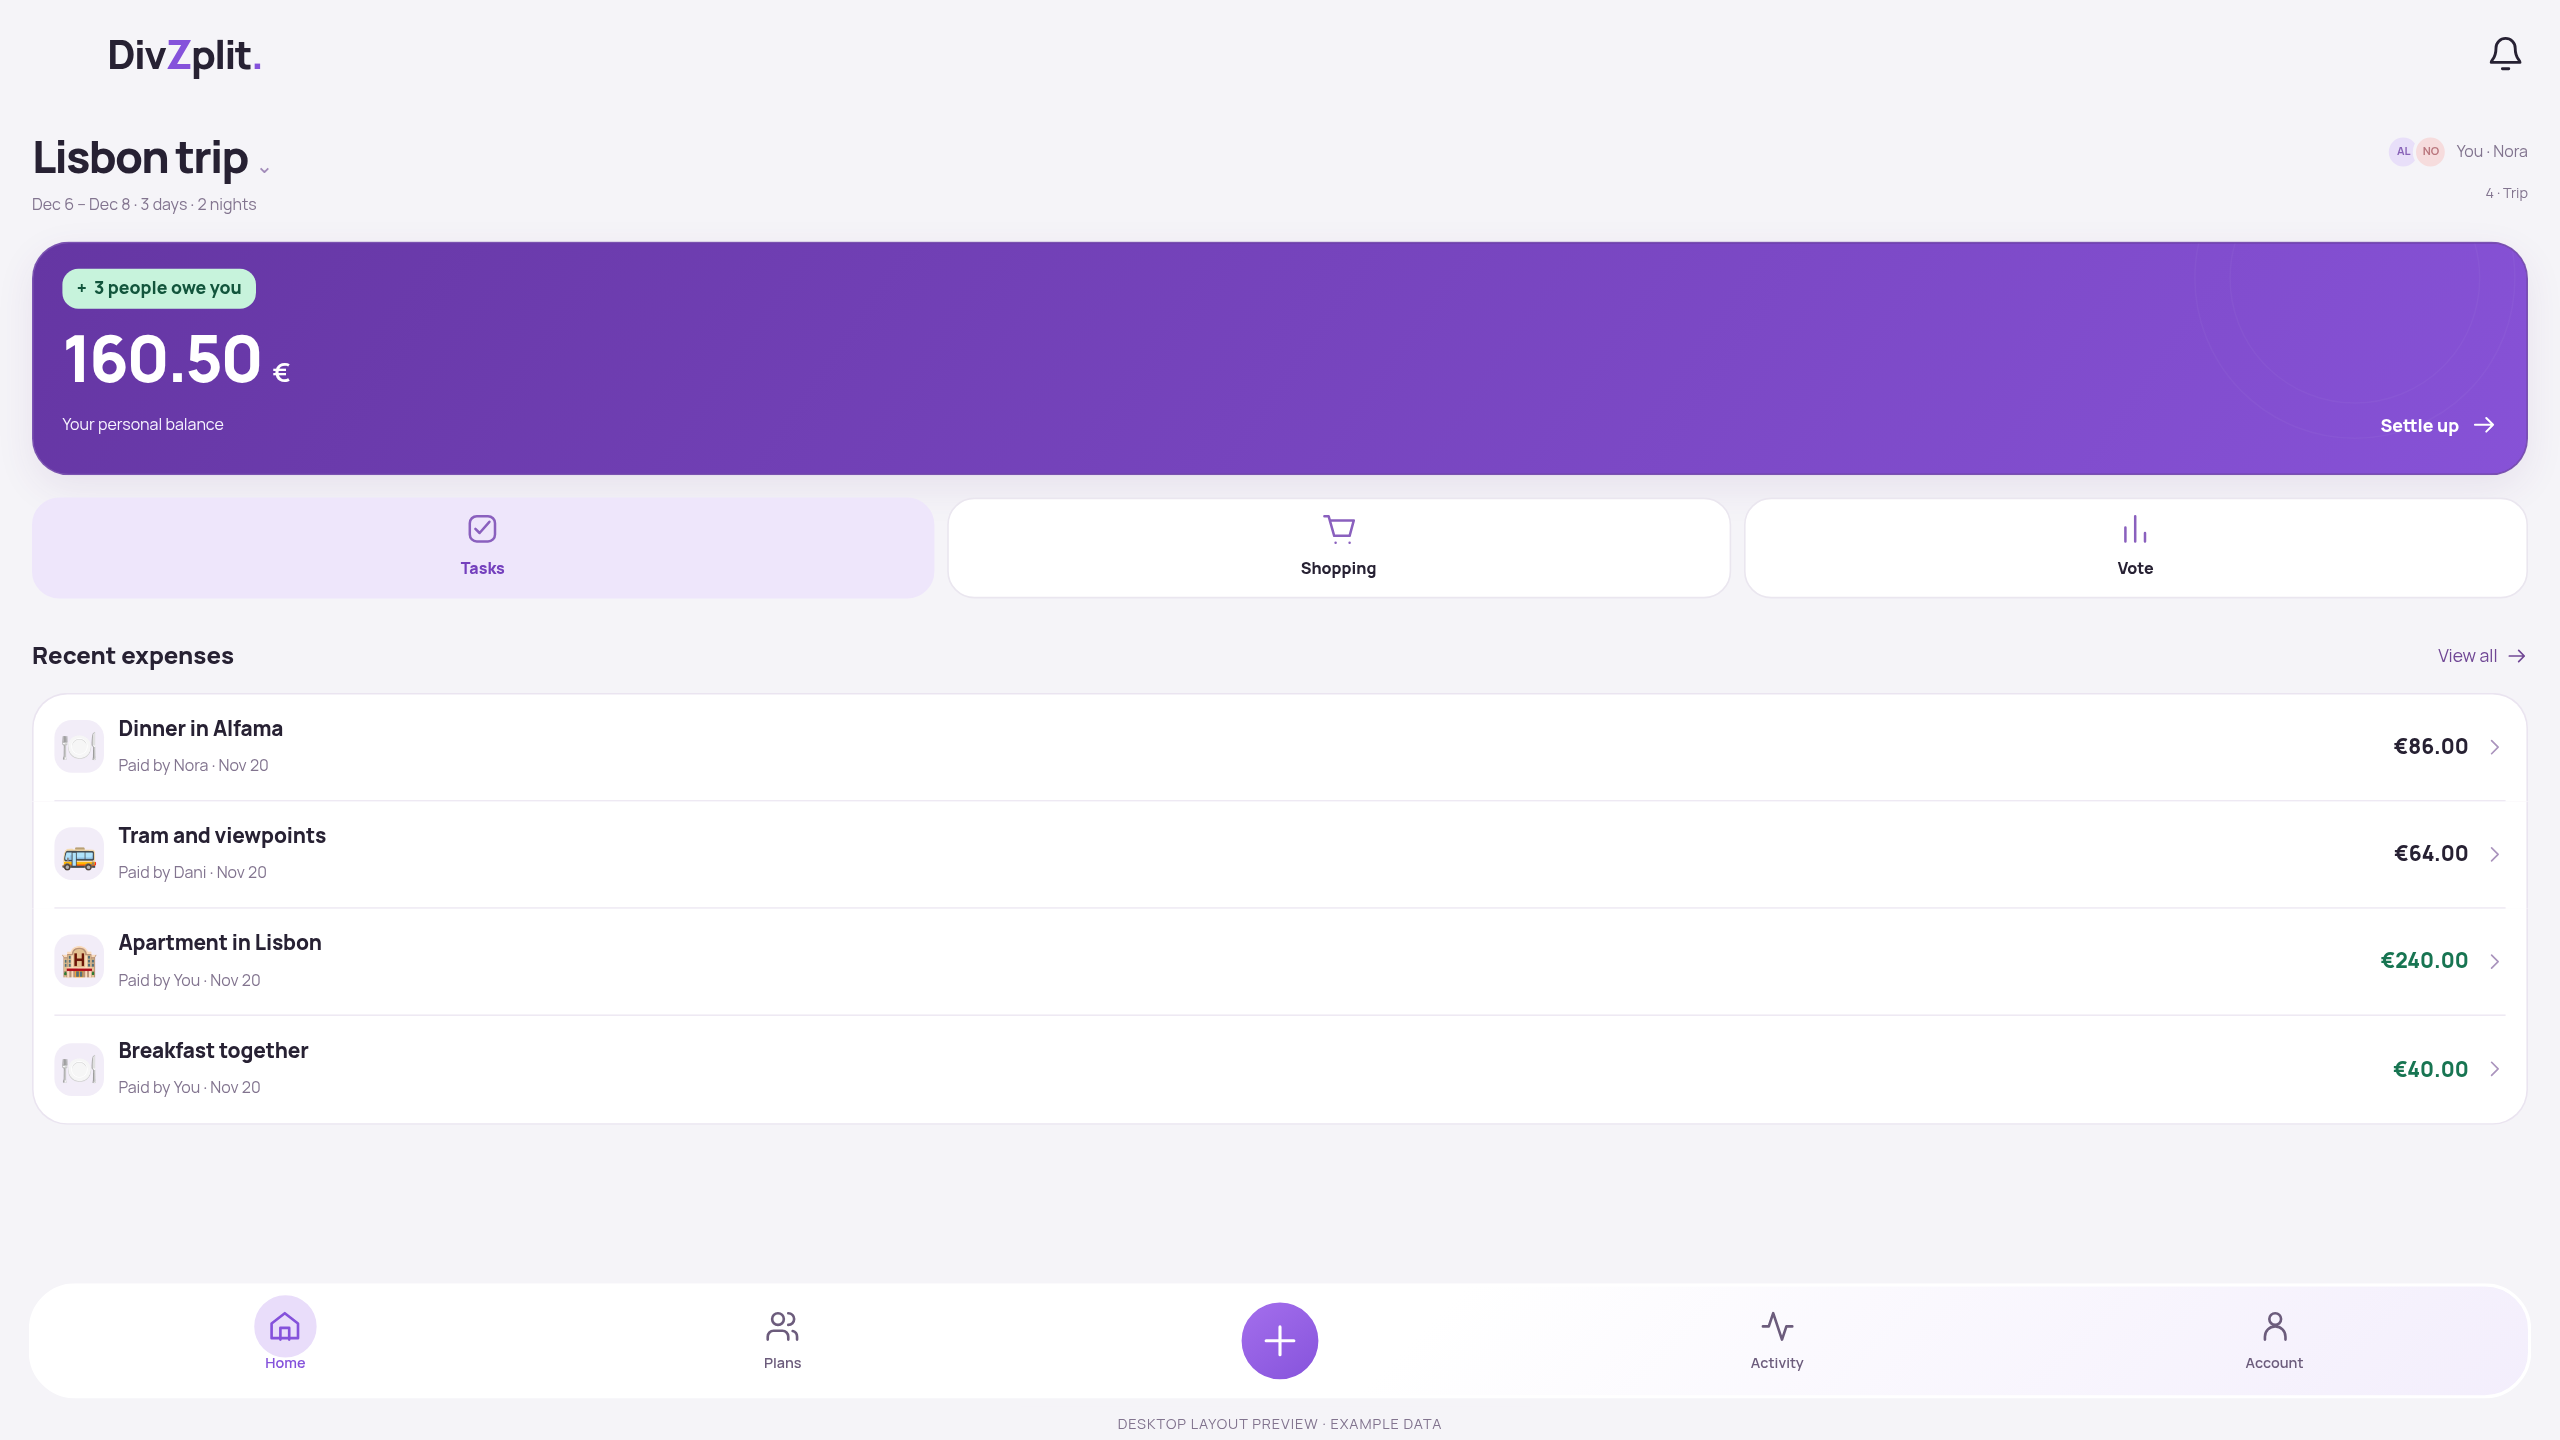 DivZplit.
Lisbon trip
Dec 6 – Dec 8 · 3 days · 2 nights
AL NO You · Nora
4 · Trip
+ 3 people owe you
160.50 €
Your personal balance
Settle up
Tasks
Shopping
Vote
Recent expenses
View all
Dinner in Alfama
Paid by Nora · Nov 20
€86.00
Tram and viewpoints
Paid by Dani · Nov 20
€64.00
Apartment in Lisbon
Paid by You · Nov 20
€240.00
Breakfast together
Paid by You · Nov 20
€40.00
Home
Plans
Activity
Account
DESKTOP LAYOUT PREVIEW · EXAMPLE DATA